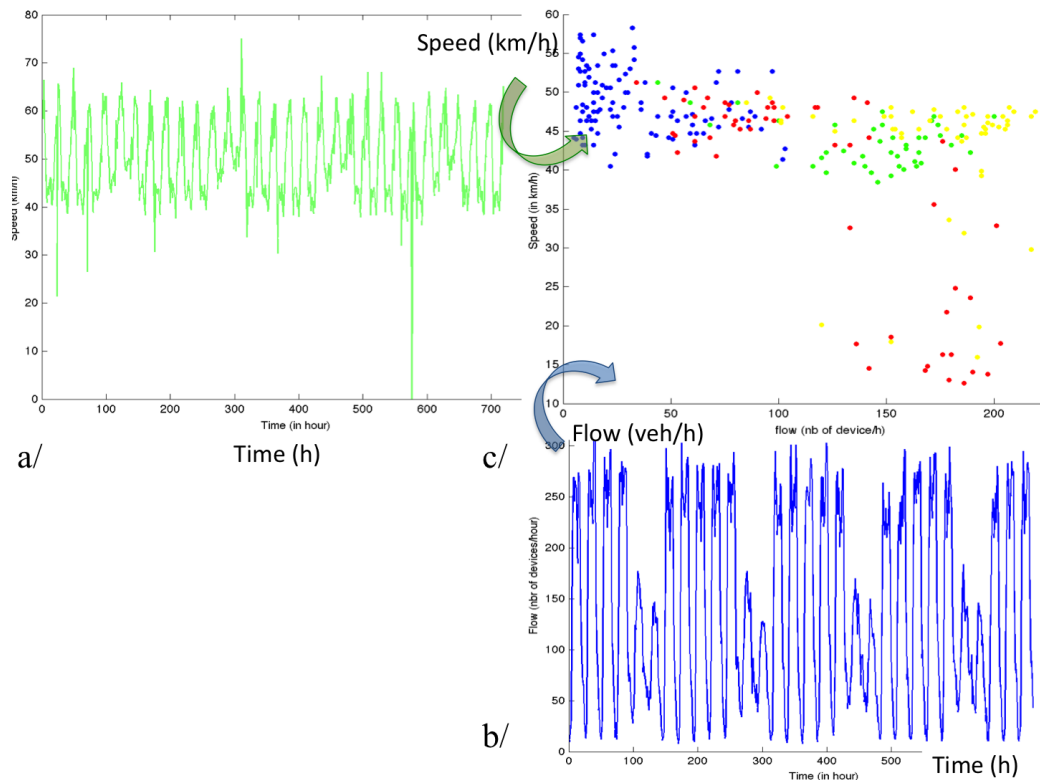 80
70
60
50
40
30
20
10
0
Speed (km/h)
0 100 200 300 400 500 600 700
Time (in hour)
Time (h)
a/
Speed (km/h)
60
55
50
45
40
35
30
25
20
15
10
Speed (in km/h)
0 50 100 150 200
flow (nb of device/h)
c/
Flow (veh/h)
300
250
200
150
100
50
0
Flow (nbr of devices/hour)
0 100 200 300 400 500
Time (in hour)
Time (h)
b/